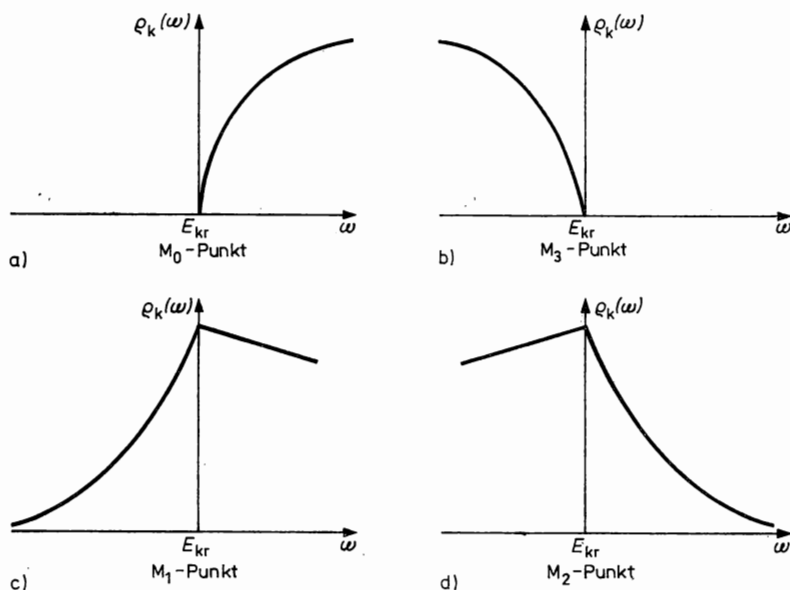 ϱk(ω)
ϱk(ω)
Ekr
ω
M0-Punkt
a)
Ekr
ω
M3-Punkt
b)
ϱk(ω)
ϱk(ω)
Ekr
ω
M1-Punkt
c)
Ekr
ω
M2-Punkt
d)